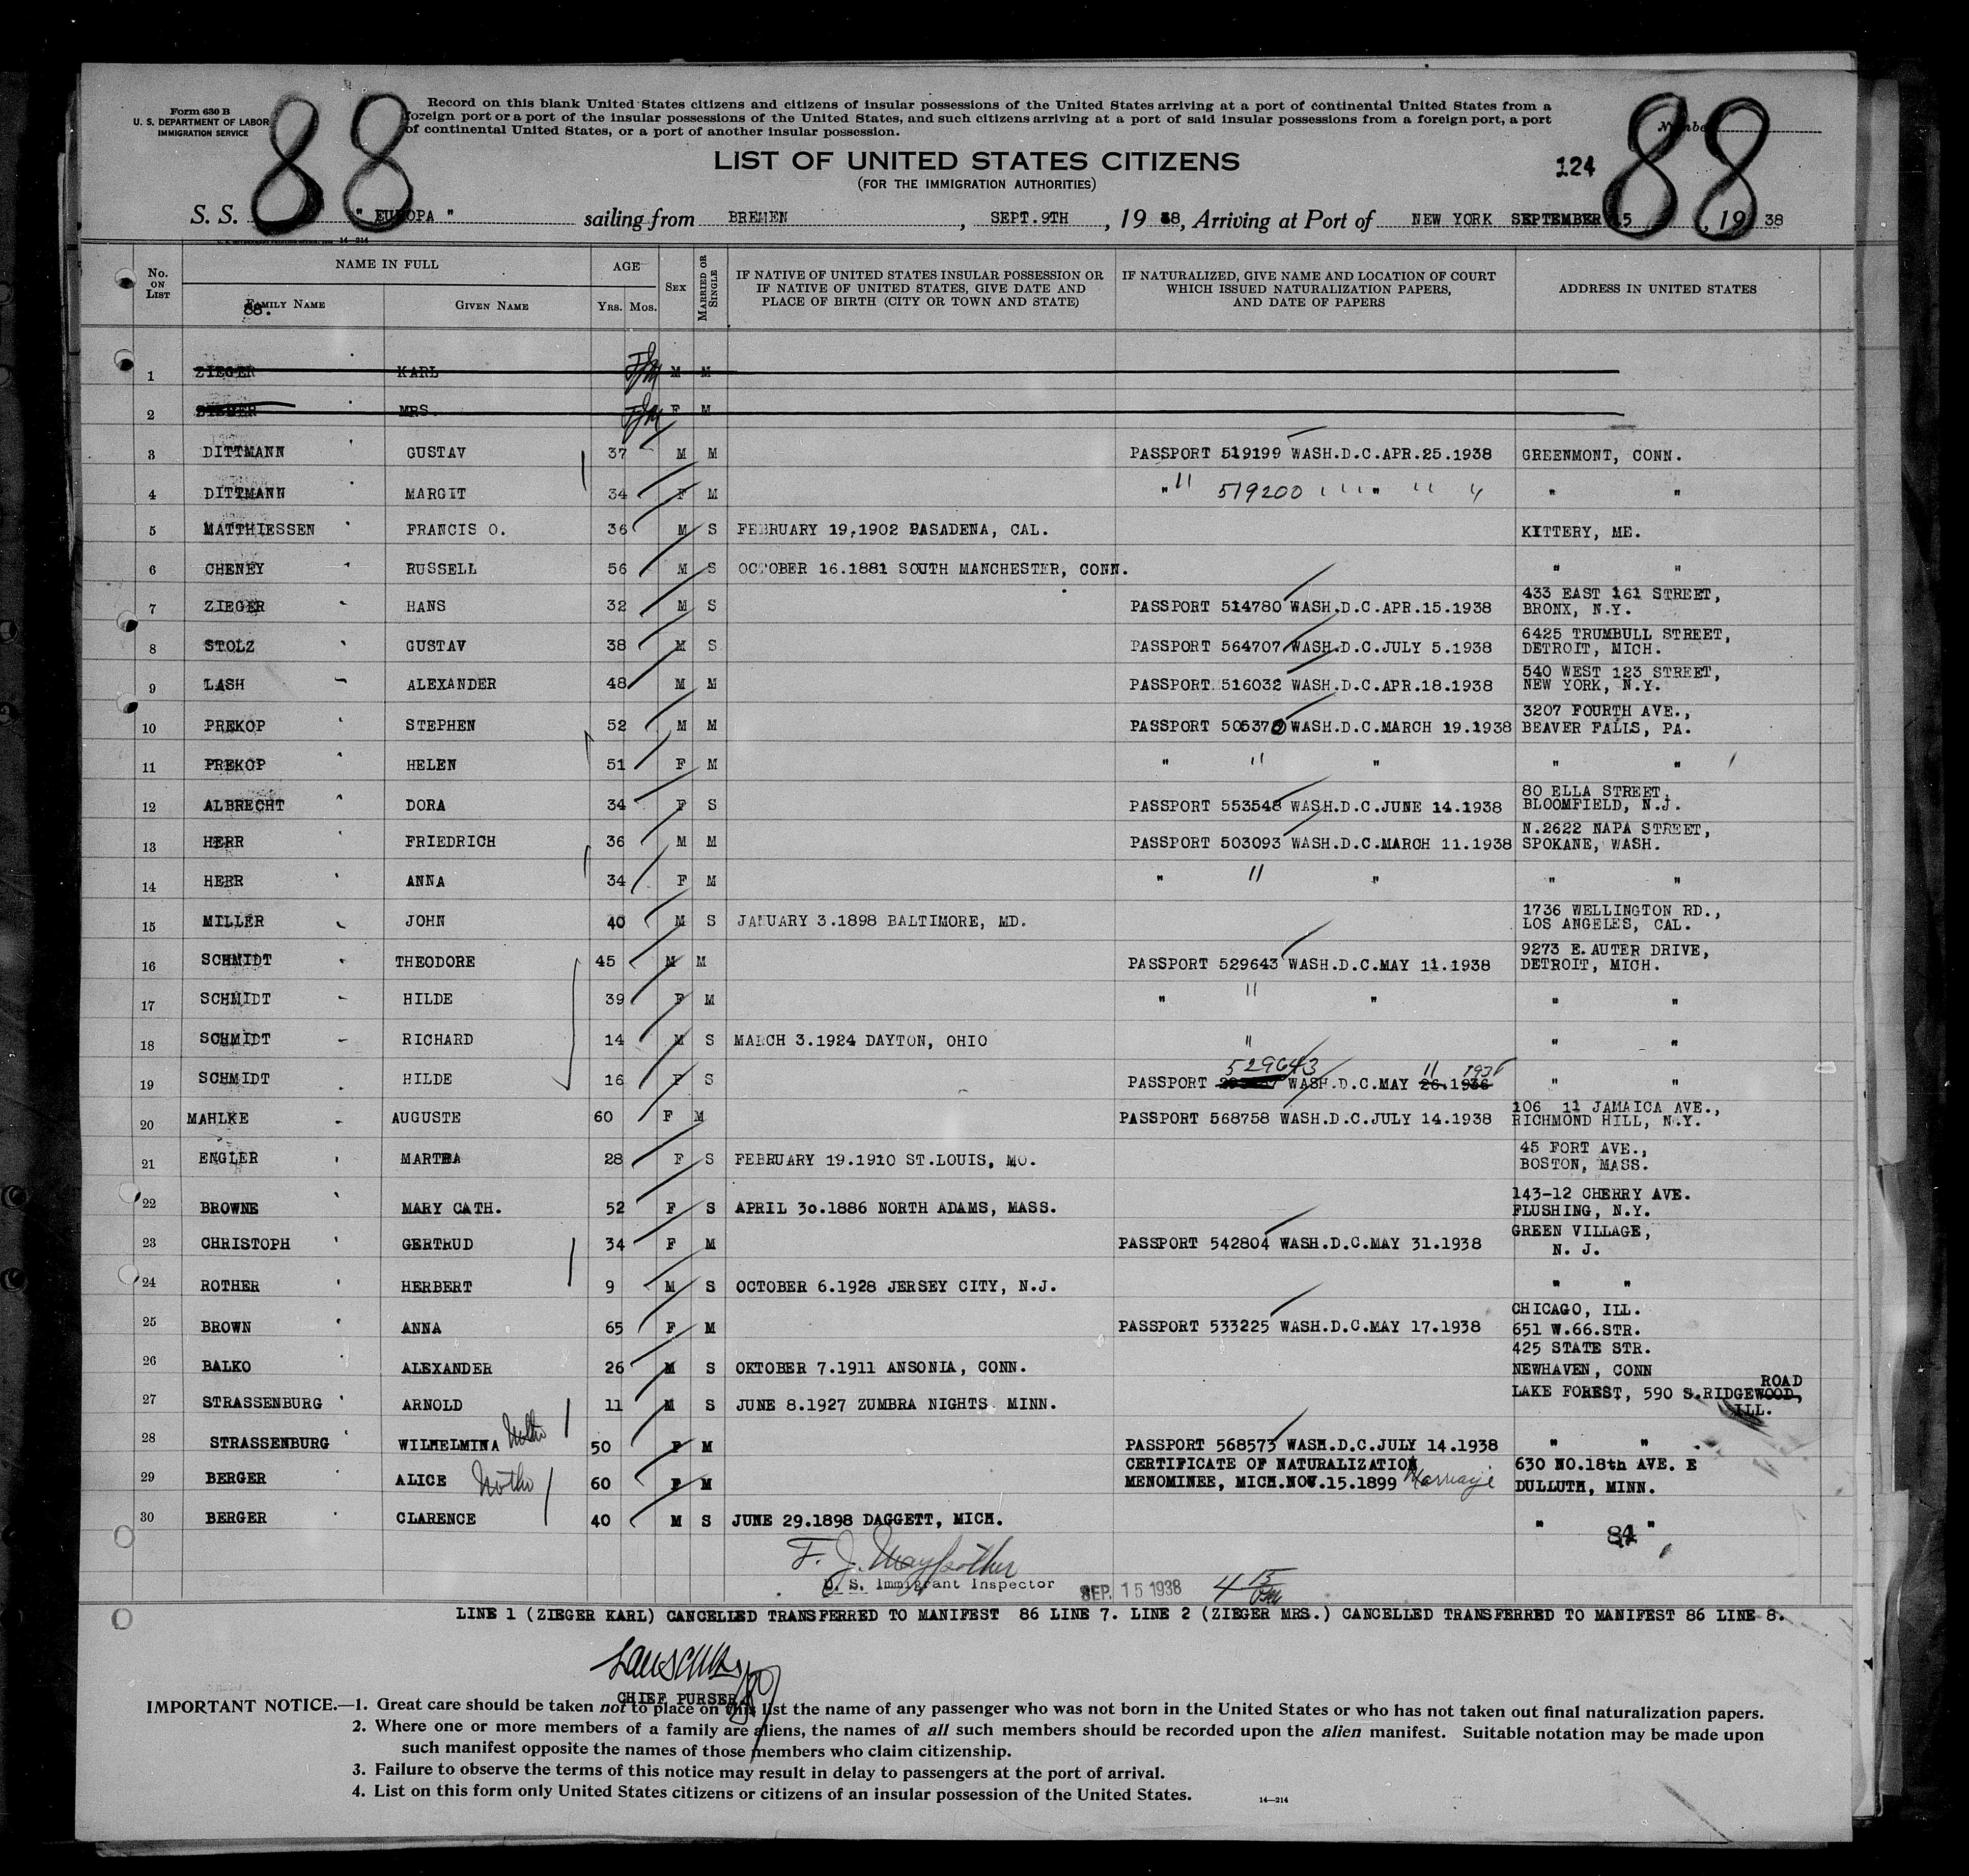 88 88
Form 630 B
U. S. DEPARTMENT OF LABOR
IMMIGRATION SERVICE
Record on this blank United States citizens and citizens of insular possessions of the United States arriving at a port of continental United States from a
foreign port or a port of the insular possessions of the United States, and such citizens arriving at a port of said insular possessions from a foreign port, a port
of continental United States, or a port of another insular possession.
Number
LIST OF UNITED STATES CITIZENS
(FOR THE IMMIGRATION AUTHORITIES)
124
S. S. " EUROPA " sailing from BREMEN, SEPT.9TH, 19 38, Arriving at Port of NEW YORK SEPTEMBER 15, 19 38
14—214
No. ON LIST NAME IN FULL AGE SEX MARRIED OR SINGLE IF NATIVE OF UNITED STATES INSULAR POSSESSION OR IF NATIVE OF UNITED STATES, GIVE DATE AND PLACE OF BIRTH (CITY OR TOWN AND STATE) IF NATURALIZED, GIVE NAME AND LOCATION OF COURT WHICH ISSUED NATURALIZATION PAPERS, AND DATE OF PAPERS ADDRESS IN UNITED STATES
FAMILY NAME GIVEN NAME YRS. MOS.
88.
1 ZIEGER KARL M M
2 MRS. F M
3 DITTMANN GUSTAV 37 M M PASSPORT 519199 WASH.D.C.APR.25.1938 GREENMONT, CONN.
4 DITTMANN MARGIT 34 F M " " 519200 " " " " " "
5 MATTHIESSEN FRANCIS O. 36 M S FEBRUARY 19,1902 PASADENA, CAL. KITTERY, ME.
6 CHENEY RUSSELL 56 M S OCTOBER 16.1881 SOUTH MANCHESTER, CONN. " "
7 ZIEGER HANS 32 M S PASSPORT 514780 WASH.D.C.APR.15.1938 433 EAST 161 STREET, BRONX, N.Y.
8 STOLZ GUSTAV 38 M S PASSPORT 564707 WASH.D.C.JULY 5.1938 6425 TRUMBULL STREET, DETROIT, MICH.
9 LASH ALEXANDER 48 M M PASSPORT 516032 WASH.D.C.APR.18.1938 540 WEST 123 STREET, NEW YORK, N.Y.
10 PREKOP STEPHEN 52 M M PASSPORT 505370 WASH.D.C.MARCH 19.1938 3207 FOURTH AVE., BEAVER FALLS, PA.
11 PREKOP HELEN 51 F M " " " " "
12 ALBRECHT DORA 34 F S PASSPORT 553548 WASH.D.C.JUNE 14.1938 80 ELLA STREET, BLOOMFIELD, N.J.
13 HERR FRIEDRICH 36 M M PASSPORT 503093 WASH.D.C.MARCH 11.1938 N.2622 NAPA STREET, SPOKANE, WASH.
14 HERR ANNA 34 F M " " " " "
15 MILLER JOHN 40 M S JANUARY 3.1898 BALTIMORE, MD. 1736 WELLINGTON RD., LOS ANGELES, CAL.
16 SCHMIDT THEODORE 45 M M PASSPORT 529643 WASH.D.C.MAY 11.1938 9273 E.AUTER DRIVE, DETROIT, MICH.
17 SCHMIDT HILDE 39 F M " " " " "
18 SCHMIDT RICHARD 14 M S MARCH 3.1924 DAYTON, OHIO " " "
19 SCHMIDT HILDE 16 F S PASSPORT 529643 WASH.D.C.MAY 26.1936 11 1938 " "
20 MAHLKE AUGUSTE 60 F M PASSPORT 568758 WASH.D.C.JULY 14.1938 106 11 JAMAICA AVE., RICHMOND HILL, N.Y.
21 ENGLER MARTHA 28 F S FEBRUARY 19.1910 ST.LOUIS, MO. 45 FORT AVE., BOSTON, MASS.
22 BROWNE MARY CATH. 52 F S APRIL 30.1886 NORTH ADAMS, MASS. 143-12 CHERRY AVE. FLUSHING, N.Y.
23 CHRISTOPH GERTRUD 34 F M PASSPORT 542804 WASH.D.C.MAY 31.1938 GREEN VILLAGE, N. J.
24 ROTHER HERBERT 9 M S OCTOBER 6.1928 JERSEY CITY, N.J. " "
25 BROWN ANNA 65 F M PASSPORT 533225 WASH.D.C.MAY 17.1938 CHICAGO, ILL. 651 W.66.STR.
26 BALKO ALEXANDER 26 M S OKTOBER 7.1911 ANSONIA, CONN. 425 STATE STR. NEWHAVEN, CONN
27 STRASSENBURG ARNOLD 11 M S JUNE 8.1927 ZUMBRA NIGHTS MINN. LAKE FOREST, 590 S.RIDGEWOOD, ROAD ILL.
28 STRASSENBURG WILHELMINA 50 F M PASSPORT 568573 WASH.D.C.JULY 14.1938 " "
29 BERGER ALICE 60 F M CERTIFICATE OF NATURALIZATION MENOMINEE, MICH.NOV.15.1899 Marriage 630 NO.18th AVE. E DULLUTH, MINN.
30 BERGER CLARENCE 40 M S JUNE 29.1898 DAGGETT, MICH. " "
U. S. Immigrant Inspector SEP. 15 1938 4 15 PM
LINE 1 (ZIEGER KARL) CANCELLED TRANSFERRED TO MANIFEST 86 LINE 7. LINE 2 (ZIEGER MRS.) CANCELLED TRANSFERRED TO MANIFEST 86 LINE 8.
CHIEF PURSER
IMPORTANT NOTICE.—1. Great care should be taken not to place on this list the name of any passenger who was not born in the United States or who has not taken out final naturalization papers.
2. Where one or more members of a family are aliens, the names of all such members should be recorded upon the alien manifest. Suitable notation may be made upon
such manifest opposite the names of those members who claim citizenship.
3. Failure to observe the terms of this notice may result in delay to passengers at the port of arrival.
4. List on this form only United States citizens or citizens of an insular possession of the United States.
14—214